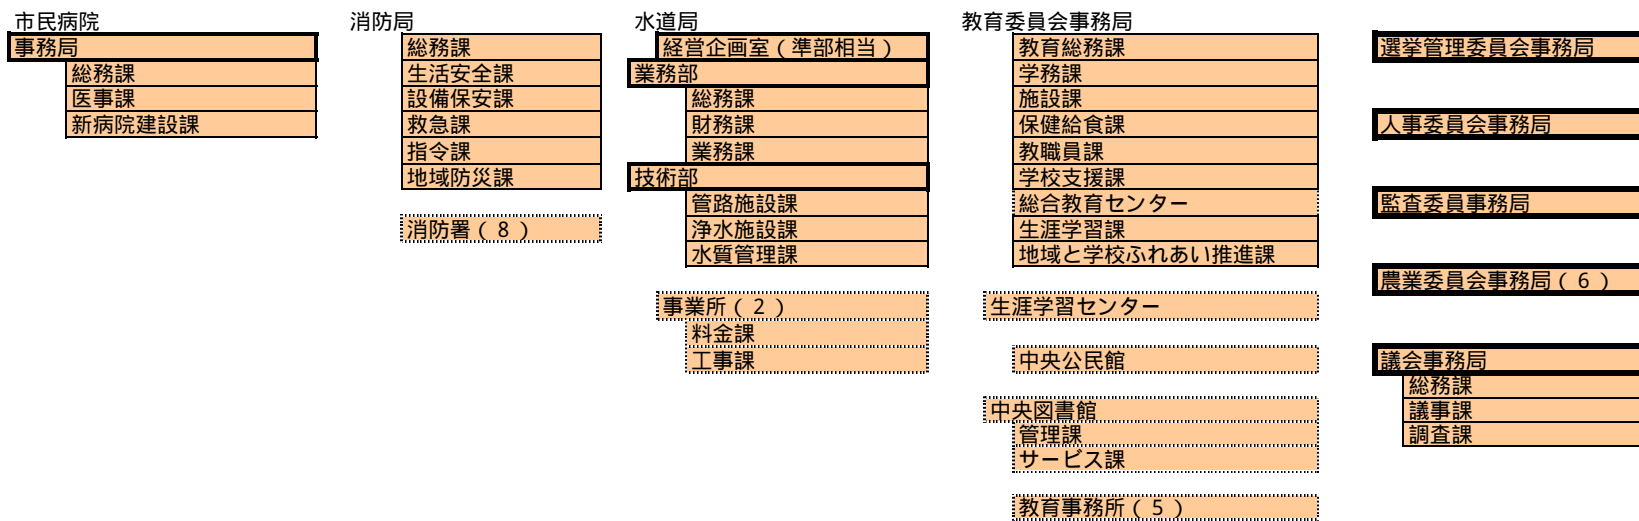 市民病院
事務局
総務課
医事課
新病院建設課
消防局
総務課
生活安全課
設備保安課
救急課
指令課
地域防災課
消防署(8)
水道局
経営企画室(準部相当)
業務部
総務課
財務課
業務課
技術部
管路施設課
浄水施設課
水質管理課
事業所(2)
料金課
工事課
教育委員会事務局
教育総務課
学務課
施設課
保健給食課
教職員課
学校支援課
総合教育センター
生涯学習課
地域と学校ふれあい推進課
生涯学習センター
中央公民館
中央図書館
管理課
サービス課
教育事務所(5)
選挙管理委員会事務局
人事委員会事務局
監査委員事務局
農業委員会事務局(6)
議会事務局
総務課
議事課
調査課